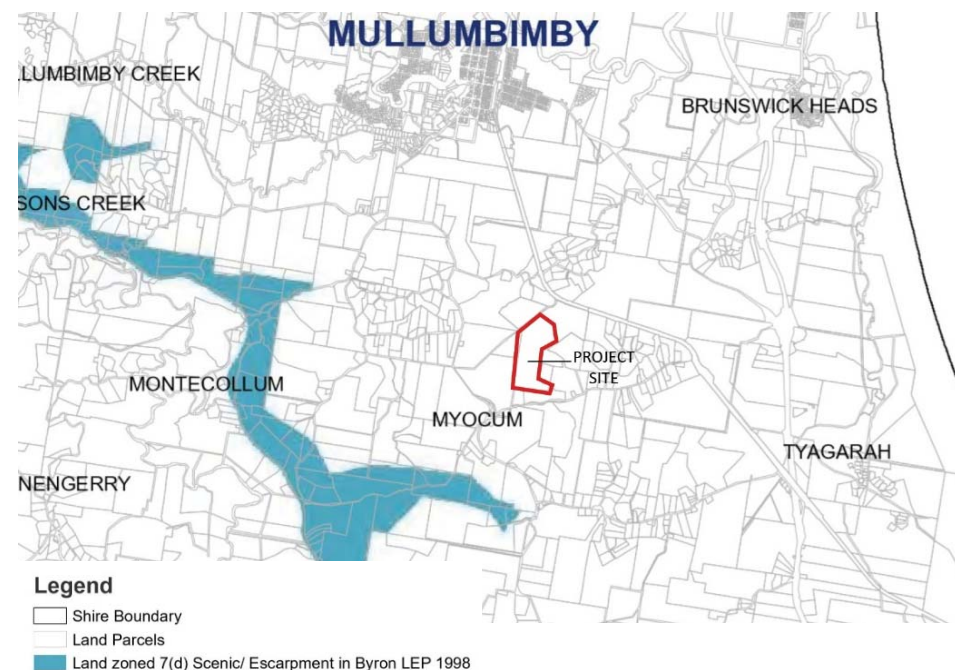 MULLUMBIMBY
LLUMBIMBY CREEK
BRUNSWICK HEADS
SONS CREEK
PROJECT
SITE
MONTECOLLUM
MYOCUM
TYAGARAH
NENGERRY
Legend
Shire Boundary
Land Parcels
Land zoned 7(d) Scenic/ Escarpment in Byron LEP 1998